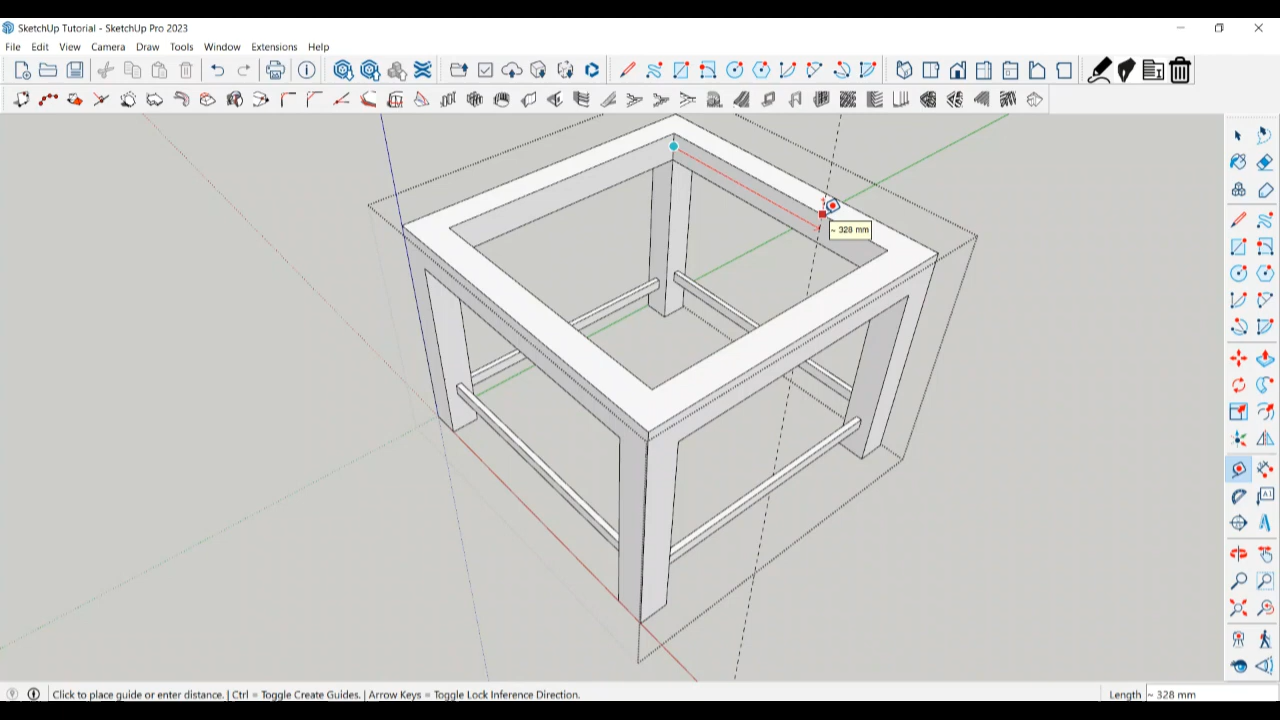 SketchUp Tutorial - SketchUp Pro 2023
File Edit View Camera Draw Tools Window Extensions Help
~ 328 mm
A1
A
Click to place guide or enter distance. | Ctrl = Toggle Create Guides. | Arrow Keys = Toggle Lock Inference Direction.
Length ~ 328 mm